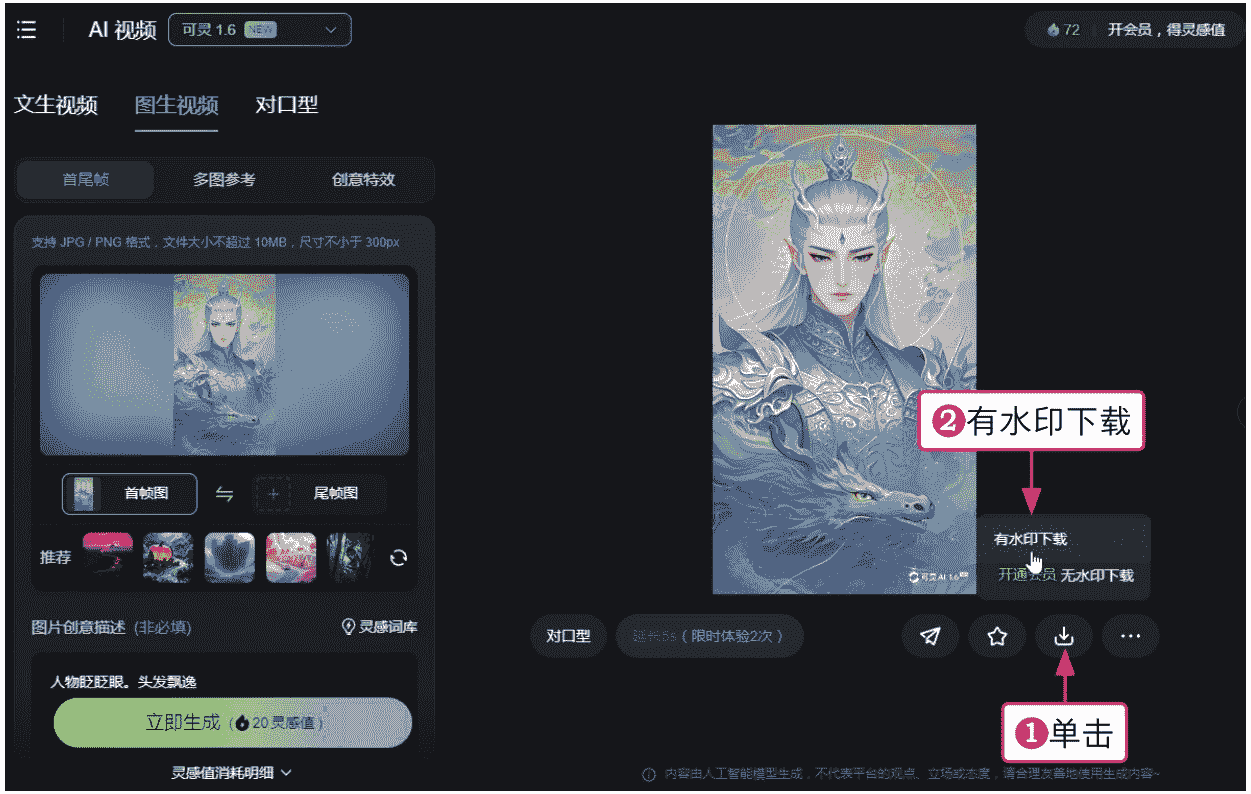 AI 视频
可灵 1.6 NEW
72 开会员，得灵感值
文生视频 图生视频 对口型
首尾帧 多图参考 创意特效
支持 JPG / PNG 格式，文件大小不超过 10MB，尺寸不小于 300px
首帧图 尾帧图
推荐
图片创意描述 (非必填) 灵感词库
人物眨眨眼。头发飘逸
立即生成 ( 20 灵感值 )
灵感值消耗明细
可灵 AI 1.6
❷有水印下载
有水印下载
开通会员 无水印下载
对口型 延长5s（限时体验2次）
❶单击
内容由人工智能模型生成，不代表平台的观点、立场或态度，请合理友善地使用生成内容~